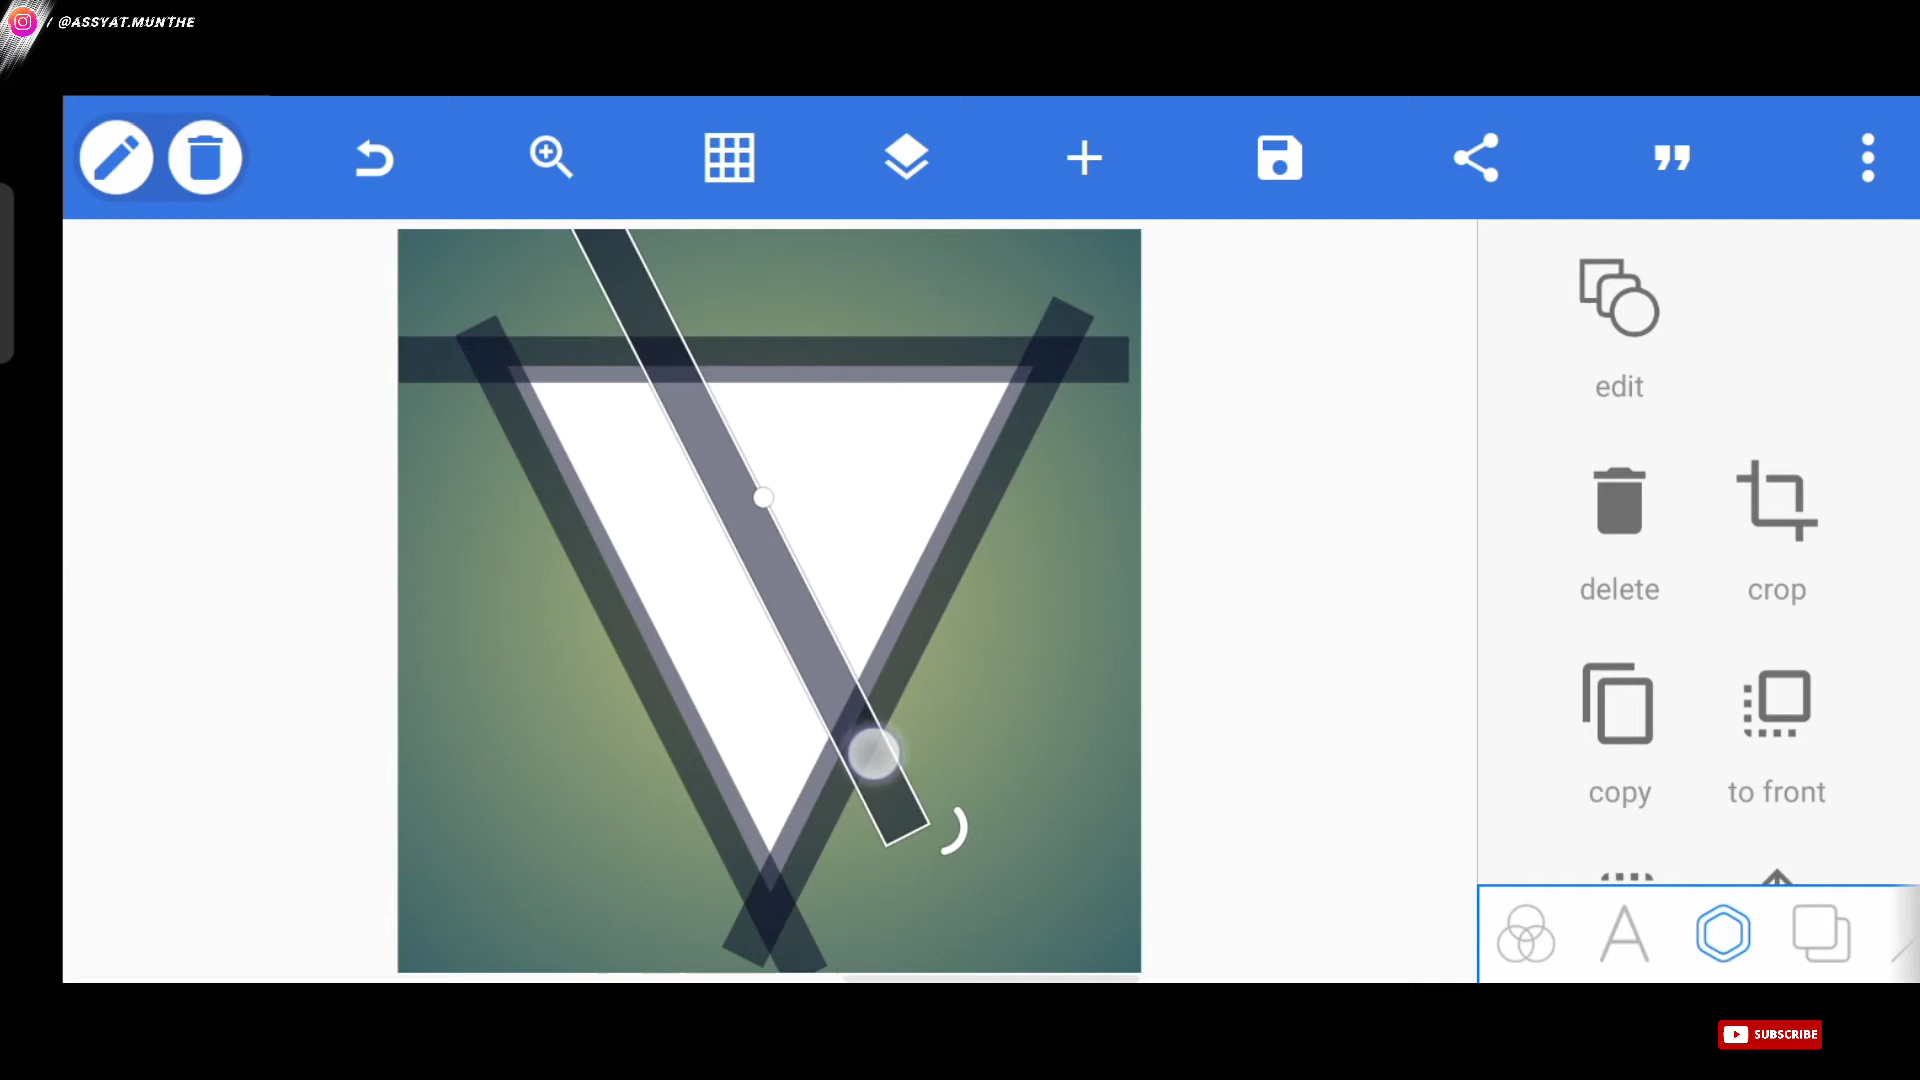 / @ASSYAT.MUNTHE
edit
delete
crop
copy
to front
SUBSCRIBE